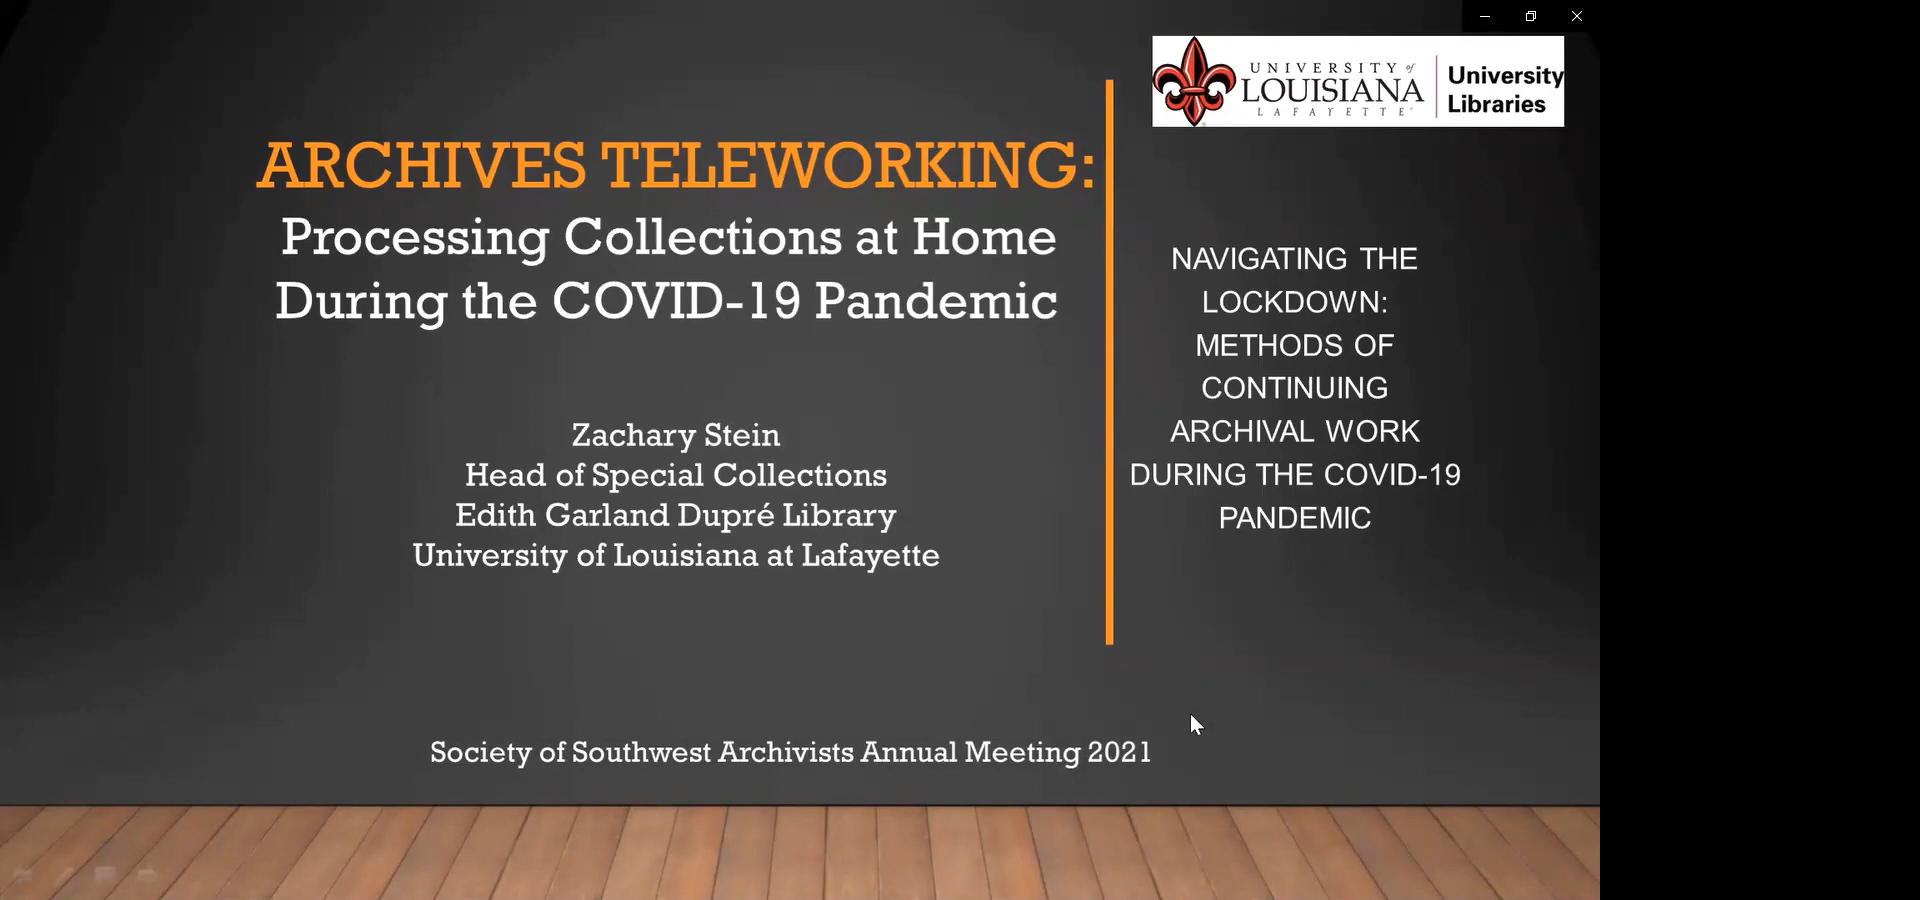 UNIVERSITY of
LOUISIANA
LAFAYETTE
University
Libraries
ARCHIVES TELEWORKING:
Processing Collections at Home
During the COVID-19 Pandemic
NAVIGATING THE
LOCKDOWN:
METHODS OF
CONTINUING
ARCHIVAL WORK
DURING THE COVID-19
PANDEMIC
Zachary Stein
Head of Special Collections
Edith Garland Dupré Library
University of Louisiana at Lafayette
Society of Southwest Archivists Annual Meeting 2021